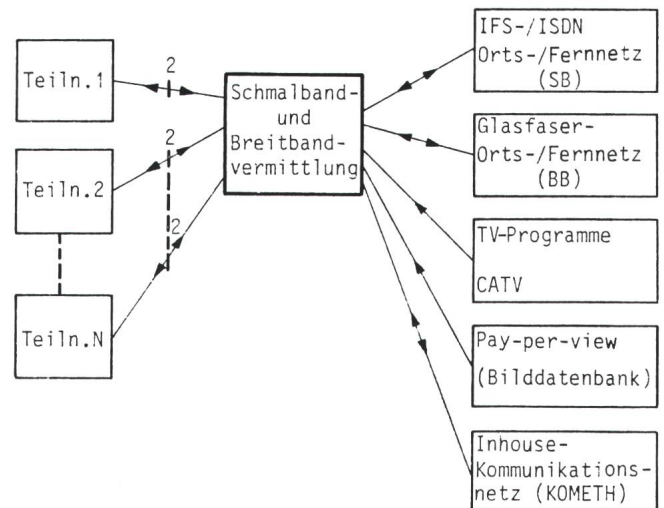 Teiln.1
2
Teiln.2
2
2
Teiln.N
Schmalband-
und
Breitband-
vermittlung
IFS-/ISDN
Orts-/Fernnetz
(SB)
Glasfaser-
Orts-/Fernnetz
(BB)
TV-Programme
CATV
Pay-per-view
(Bilddatenbank)
Inhouse-
Kommunikations-
netz (KOMETH)